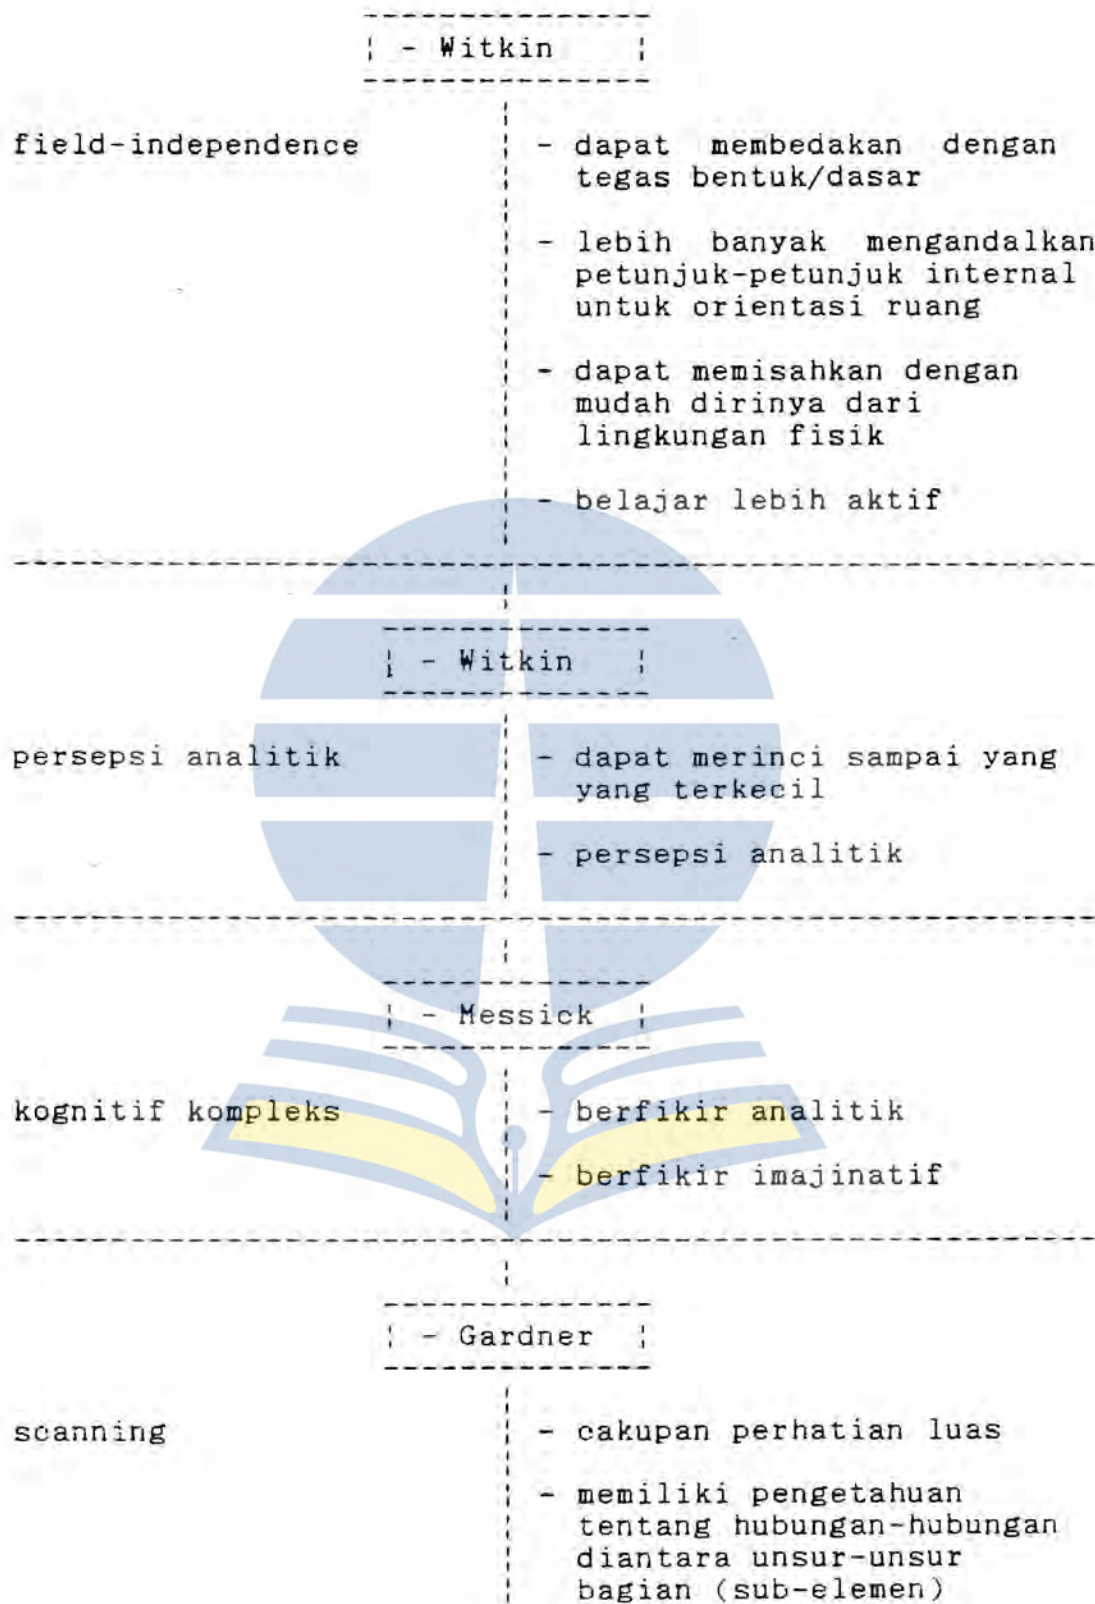 - Witkin
field-independence
- dapat membedakan dengan
tegas bentuk/dasar
- lebih banyak mengandalkan
petunjuk-petunjuk internal
untuk orientasi ruang
- dapat memisahkan dengan
mudah dirinya dari
lingkungan fisik
- belajar lebih aktif
- Witkin
persepsi analitik
- dapat merinci sampai yang
yang terkecil
- persepsi analitik
- Messick
kognitif kompleks
- berfikir analitik
- berfikir imajinatif
- Gardner
scanning
- cakupan perhatian luas
- memiliki pengetahuan
tentang hubungan-hubungan
diantara unsur-unsur
bagian (sub-elemen)